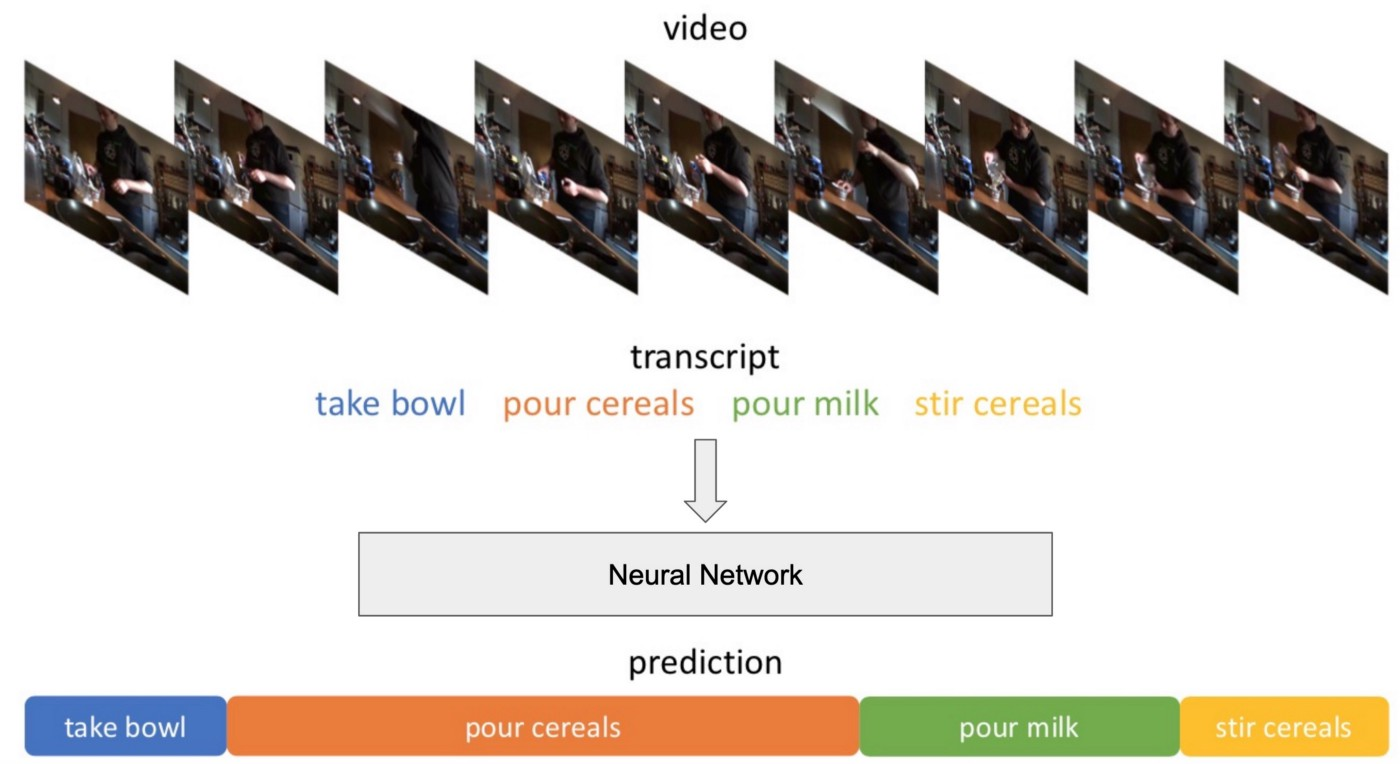 video
transcript
take bowl pour cereals pour milk stir cereals
Neural Network
prediction
take bowl pour cereals pour milk stir cereals